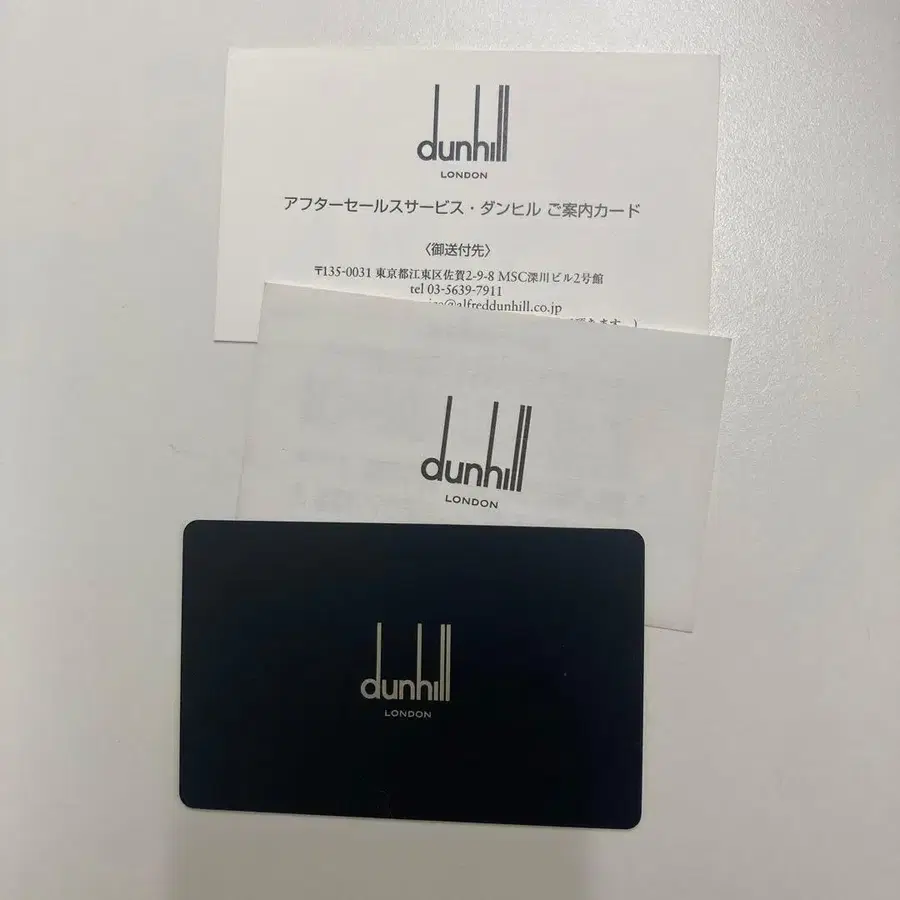 dunhill
LONDON
アフターセールスサービス・ダンヒル ご案内カード
〈御送付先〉
〒135-0031 東京都江東区佐賀2-9-8 MSC深川ビル2号館
tel 03-5639-7911
@alfreddunhill.co.jp
dunhill
LONDON
dunhill
LONDON